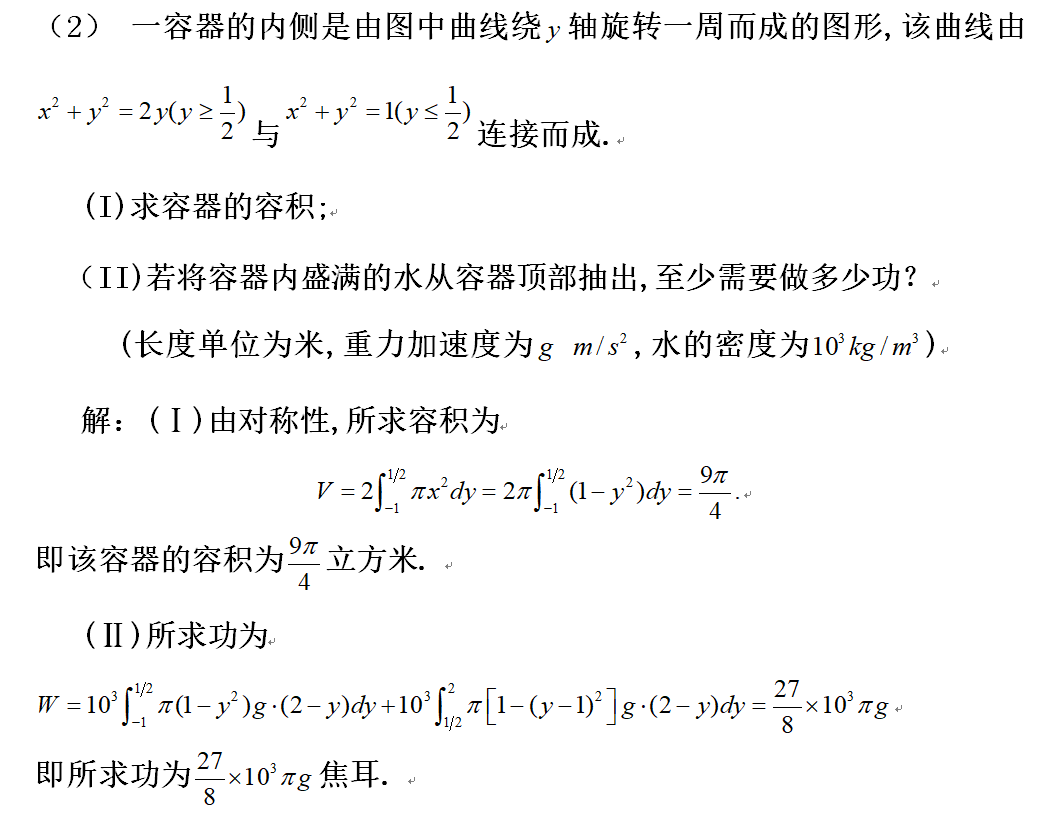 (2) 一容器的内侧是由图中曲线绕 y 轴旋转一周而成的图形, 该曲线由
x² + y² = 2y(y ≥ 1/2) 与 x² + y² = 1(y ≤ 1/2) 连接而成.
(I)求容器的容积;
(II)若将容器内盛满的水从容器顶部抽出, 至少需要做多少功?
(长度单位为米, 重力加速度为 g m/s², 水的密度为10³ kg/m³)
解: (Ⅰ)由对称性, 所求容积为
V = 2∫_{-1}^{1/2} πx²dy = 2π∫_{-1}^{1/2} (1 − y²)dy = 9π/4.
即该容器的容积为 9π/4 立方米.
(Ⅱ)所求功为
W = 10³∫_{-1}^{1/2} π(1 − y²)g·(2 − y)dy + 10³∫_{1/2}^{2} π[1 − (y − 1)²]g·(2 − y)dy = 27/8 × 10³ πg
即所求功为 27/8 × 10³ πg 焦耳.